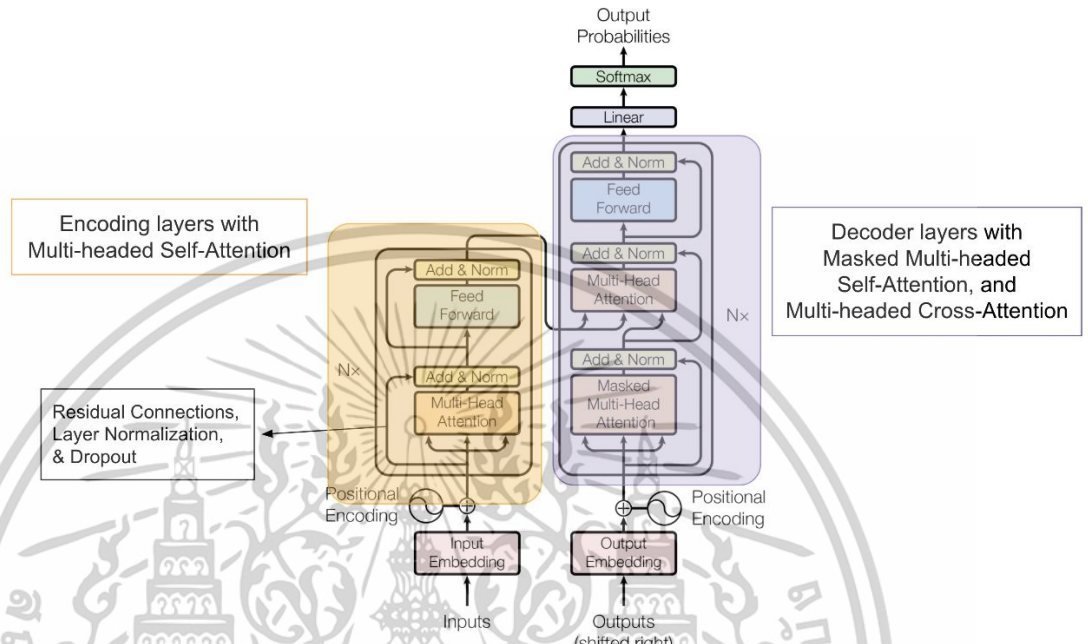 Output
Probabilities
Softmax
Linear
Add & Norm
Feed
Forward
Add & Norm
Multi-Head
Attention
Add & Norm
Masked
Multi-Head
Attention
Nx
Decoder layers with
Masked Multi-headed
Self-Attention, and
Multi-headed Cross-Attention
Encoding layers with
Multi-headed Self-Attention
Add & Norm
Feed
Forward
Add & Norm
Multi-Head
Attention
Nx
Residual Connections,
Layer Normalization,
& Dropout
Positional
Encoding
Input
Embedding
Inputs
Positional
Encoding
Output
Embedding
Outputs
(shifted right)